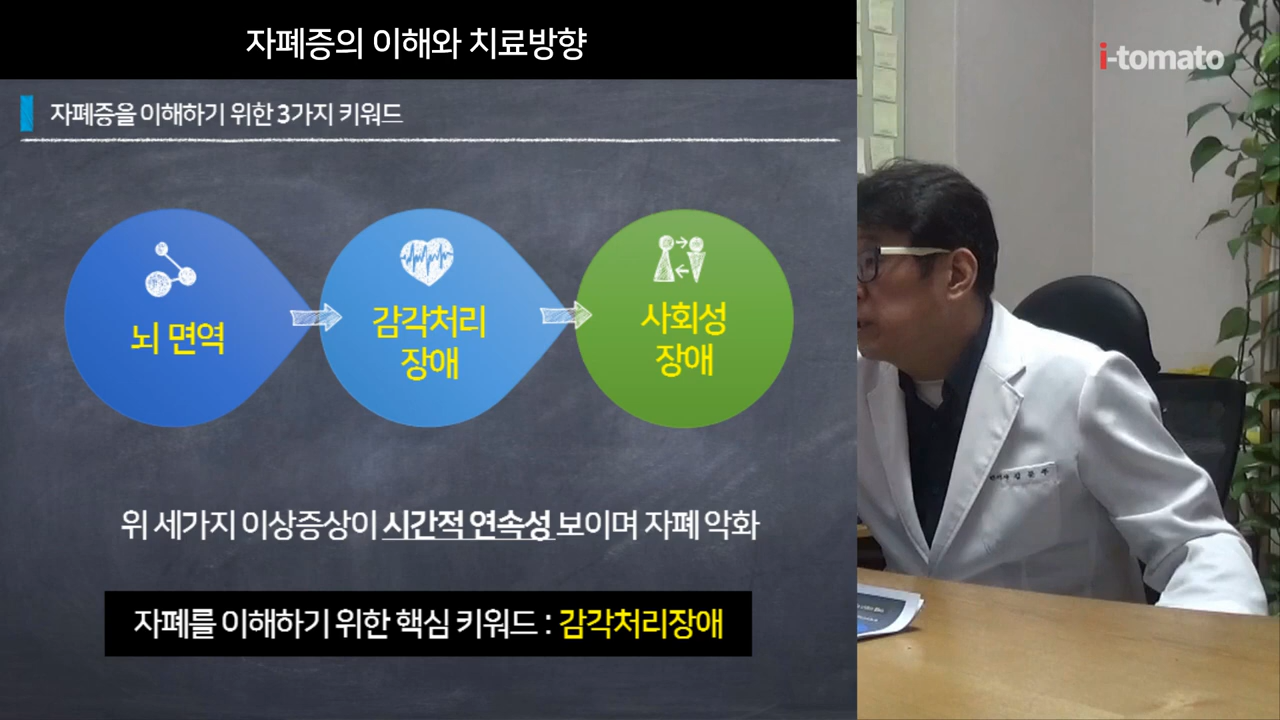 자폐증의 이해와 치료방향
i-tomato
자폐증을 이해하기 위한 3가지 키워드
뇌 면역
감각처리
장애
사회성
장애
위 세가지 이상증상이 시간적 연속성 보이며 자폐 악화
자폐를 이해하기 위한 핵심 키워드 : 감각처리장애